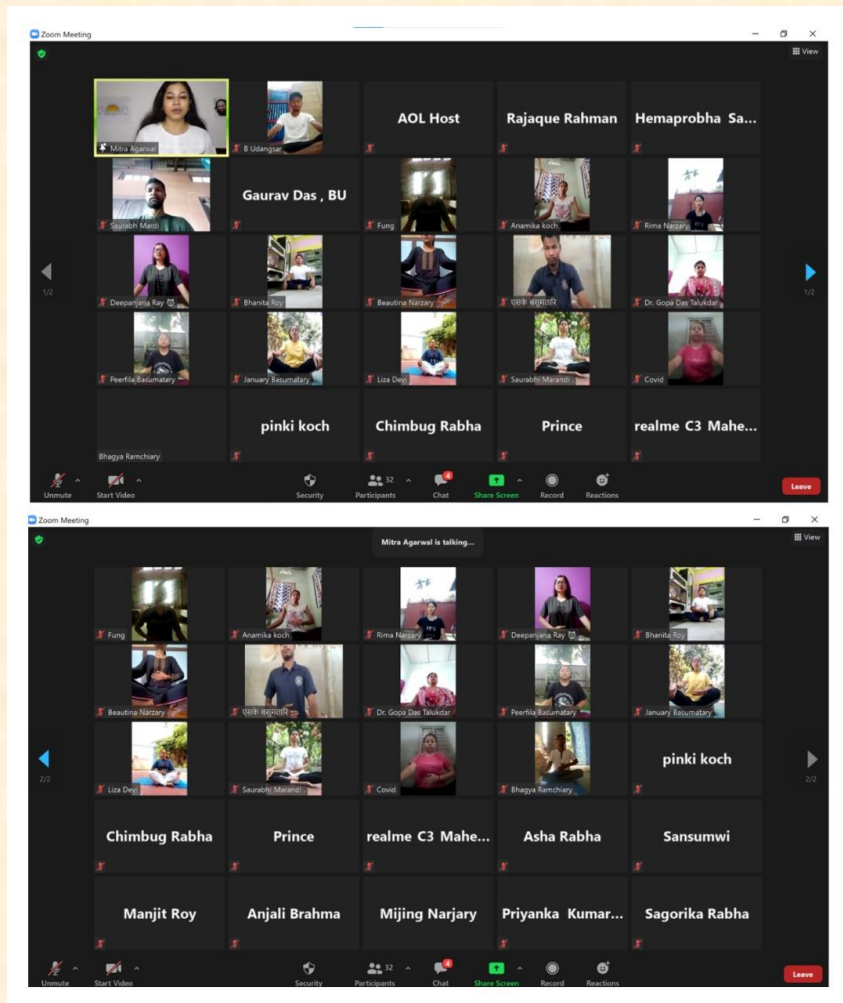 Zoom Meeting
View
Mitra Agarwal
B Udangsar
AOL Host
Rajaque Rahman
Hemaprobha Sa...
Saurabh Mardi
Gaurav Das , BU
Fung
Anamika koch
Rima Narzary
Deepanjana Ray
Bhanita Roy
Beautina Narzary
एसके बसुमतारि
Dr. Gopa Das Talukdar
1/2
1/2
Peerfila Basumatary
January Basumatary
Liza Devi
Saurabhi Marandi .
Covid
Bhagya Ramchiary
pinki koch
Chimbug Rabha
Prince
realme C3 Mahe...
Unmute
Start Video
Security
Participants
32
Chat
4
Share Screen
Record
Reactions
Leave
Zoom Meeting
Mitra Agarwal is talking...
View
Fung
Anamika koch
Rima Narzary
Deepanjana Ray
Bhanita Roy
Beautina Narzary
एसके बसुमतारि
Dr. Gopa Das Talukdar
Peerfila Basumatary
January Basumatary
2/2
2/2
Liza Devi
Saurabhi Marandi .
Covid
Bhagya Ramchiary
pinki koch
Chimbug Rabha
Prince
realme C3 Mahe...
Asha Rabha
Sansumwi
Manjit Roy
Anjali Brahma
Mijing Narjary
Priyanka Kumar...
Sagorika Rabha
Unmute
Start Video
Security
Participants
32
Chat
4
Share Screen
Record
Reactions
Leave